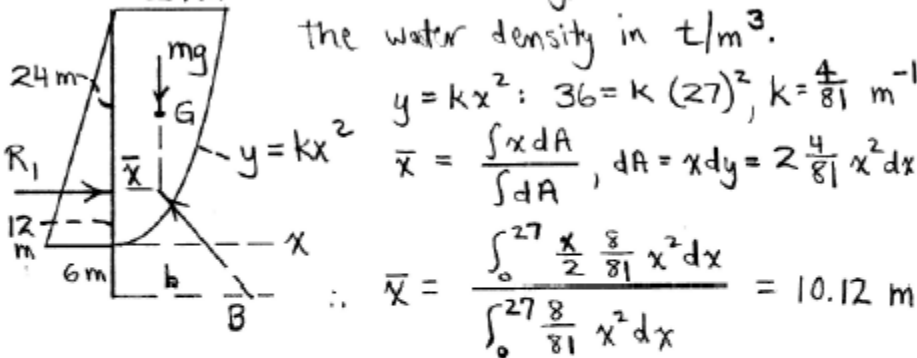 the water density in t/m³.
mg
24 m
G
y = kx²: 36 = k (27)², k = 4/81 m⁻¹
y = kx²
R₁
x̄
x̄ = ∫x dA / ∫dA, dA = x dy = 2 4/81 x² dx
12 m
x
6 m
b
B
∴ x̄ = ∫₀²⁷ x/2 8/81 x² dx / ∫₀²⁷ 8/81 x² dx = 10.12 m